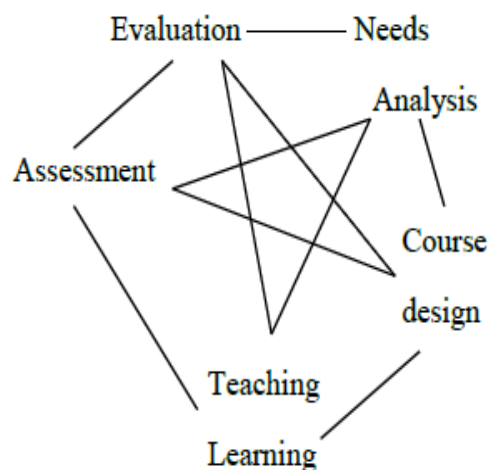 Evaluation Needs
Analysis
Assessment
Course
design
Teaching
Learning